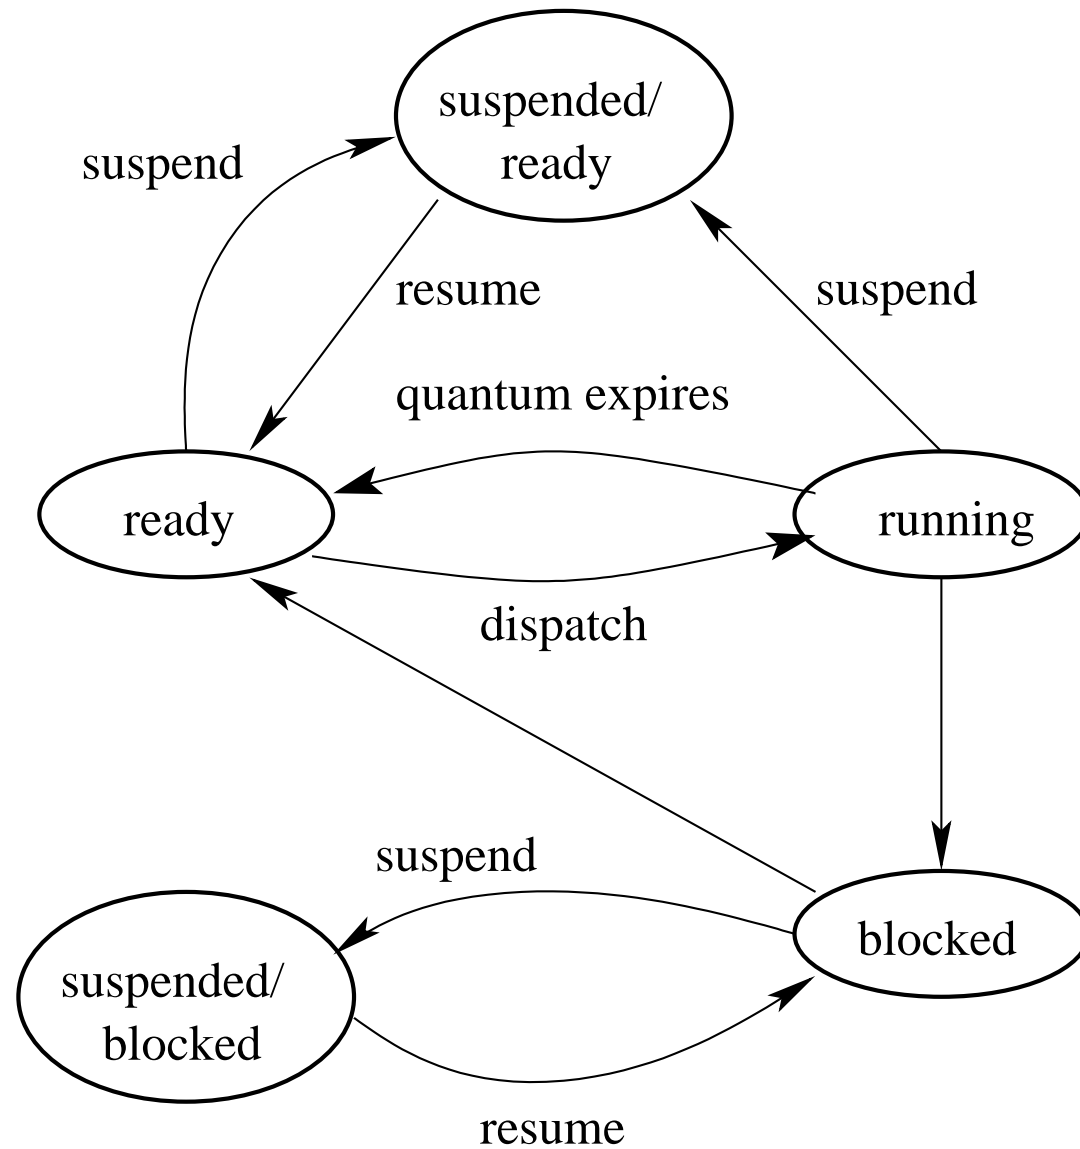 suspended/
ready
suspend
resume
suspend
quantum expires
ready
running
dispatch
suspend
blocked
suspended/
blocked
resume